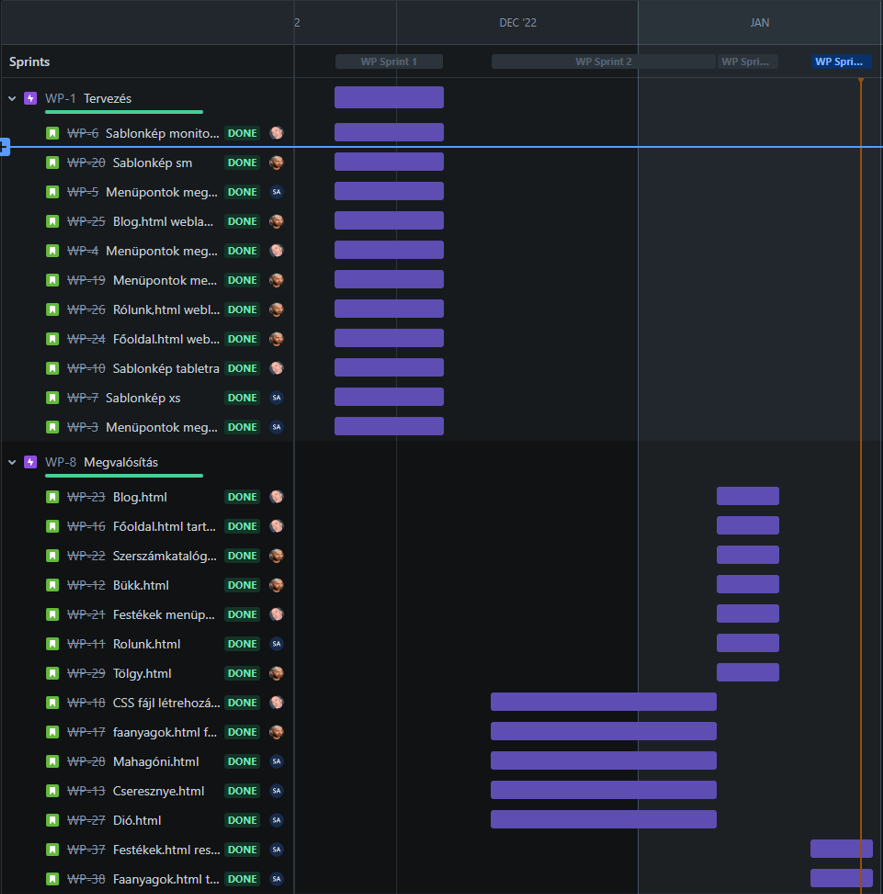 2 DEC '22 JAN
Sprints WP Sprint 1 WP Sprint 2 WP Spri... WP Spri...
WP-1 Tervezés
WP-6 Sablonkép monito... DONE
WP-20 Sablonkép sm DONE
WP-5 Menüpontok meg... DONE SA
WP-25 Blog.html webla... DONE
WP-4 Menüpontok meg... DONE
WP-19 Menüpontok me... DONE
WP-26 Rólunk,html webl... DONE
WP-24 Főoldal.html web... DONE
WP-10 Sablonkép tabletra DONE
WP-7 Sablonkép xs DONE SA
WP-3 Menüpontok meg... DONE SA
WP-8 Megvalósítás
WP-23 Blog.html DONE
WP-16 Főoldal.html tart... DONE
WP-22 Szerszámkatalóg... DONE
WP-12 Bükk.html DONE
WP-21 Festékek menüp... DONE
WP-11 Rolunk.html DONE SA
WP-29 Tölgy.html DONE
WP-18 CSS fájl létrehozá... DONE
WP-17 faanyagok.html f... DONE
WP-28 Mahagóni.html DONE SA
WP-13 Cseresznye.html DONE SA
WP-27 Dió.html DONE SA
WP-37 Festékek.html res... DONE SA
WP-38 Faanyagok.html t... DONE SA